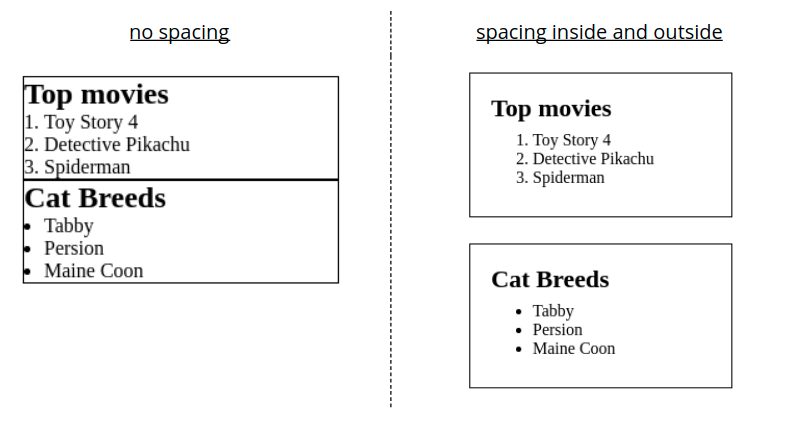 no spacing
Top movies
1. Toy Story 4
2. Detective Pikachu
3. Spiderman
Cat Breeds
• Tabby
• Persion
• Maine Coon
spacing inside and outside
Top movies
1. Toy Story 4
2. Detective Pikachu
3. Spiderman
Cat Breeds
• Tabby
• Persion
• Maine Coon